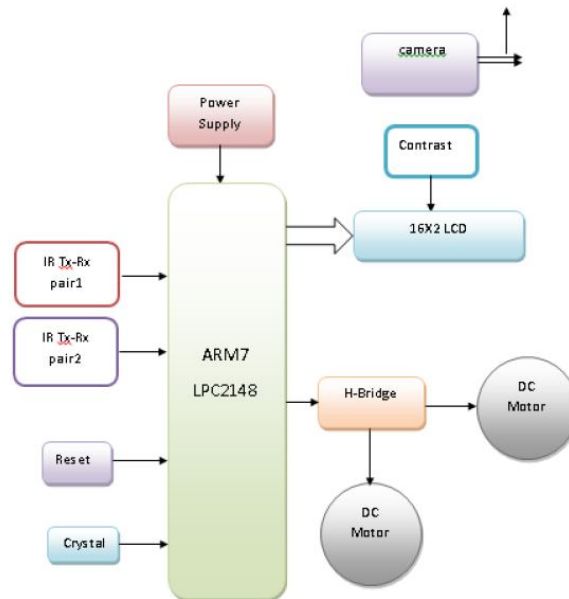 camera
Power
Supply
Contrast
16X2 LCD
IR Tx-Rx
pair1
IR Tx-Rx
pair2
ARM7
LPC2148
H-Bridge
DC
Motor
Reset
DC
Motor
Crystal